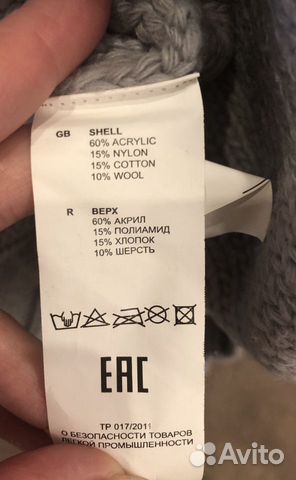 GB SHELL
60% ACRYLIC
15% NYLON
15% COTTON
10% WOOL
R ВЕРХ
60% АКРИЛ
15% ПОЛИАМИД
15% ХЛОПОК
10% ШЕРСТЬ
EAC
ТР 017/2011
О БЕЗОПАСНОСТИ ТОВАРОВ
ЛЕГКОЙ ПРОМЫШЛЕННОСТИ
Avito